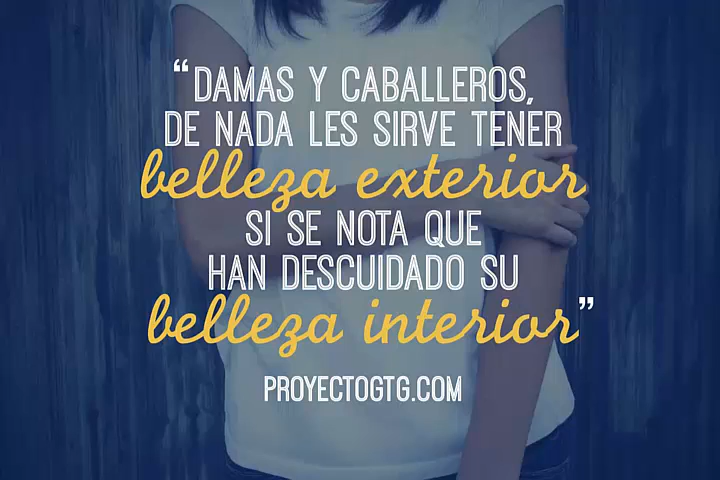 “DAMAS Y CABALLEROS,
DE NADA LES SIRVE TENER
belleza exterior
SI SE NOTA QUE
HAN DESCUIDADO SU
belleza interior”
PROYECTOGTG.COM